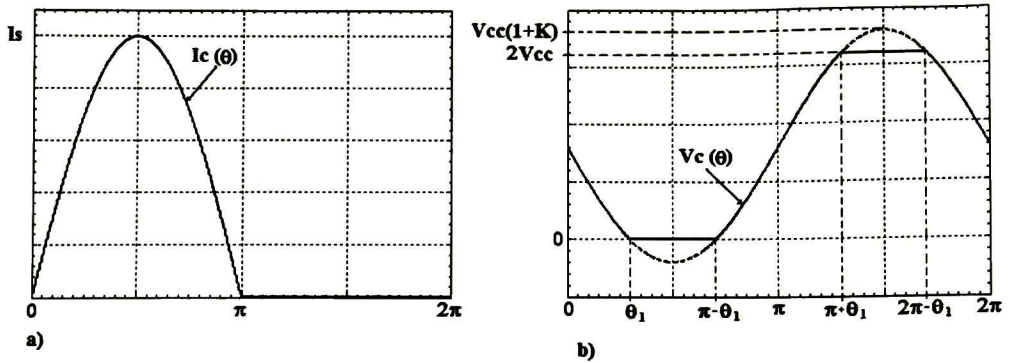 Is
Ic (θ)
0
π
2π
a)
Vcc(1+K)
2Vcc
Vc (θ)
0
0
θ1
π-θ1
π
π+θ1
2π-θ1
2π
b)